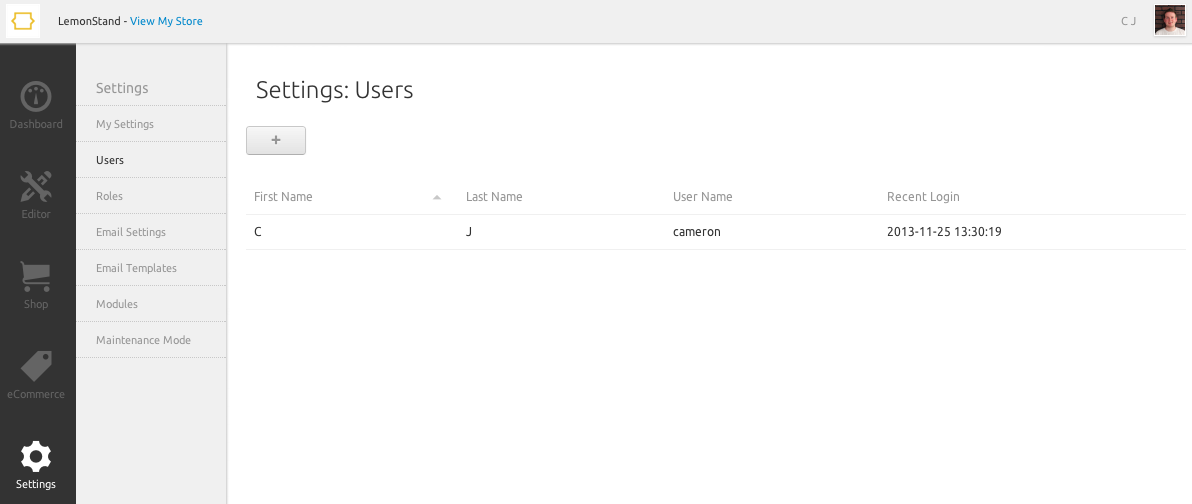 LemonStand - View My Store
C J
Dashboard
Editor
Shop
eCommerce
Settings
Settings
My Settings
Users
Roles
Email Settings
Email Templates
Modules
Maintenance Mode
Settings: Users
+
First Name Last Name User Name Recent Login
C J cameron 2013-11-25 13:30:19